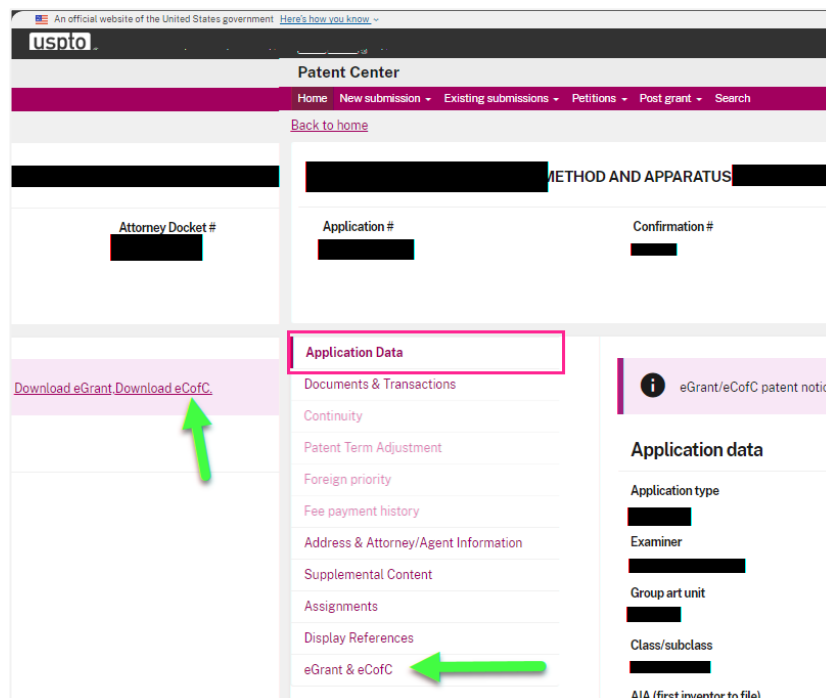 An official website of the United States government Here's how you know
uspto
Patent Center
Home New submission Existing submissions Petitions Post grant Search
Back to home
METHOD AND APPARATUS
Attorney Docket #
Application #
Confirmation #
Application Data
Documents & Transactions
Continuity
Patent Term Adjustment
Foreign priority
Fee payment history
Address & Attorney/Agent Information
Supplemental Content
Assignments
Display References
eGrant & eCofC
Download eGrant,Download eCofC.
eGrant/eCofC patent notic
Application data
Application type
Examiner
Group art unit
Class/subclass
AIA (first inventor to file)